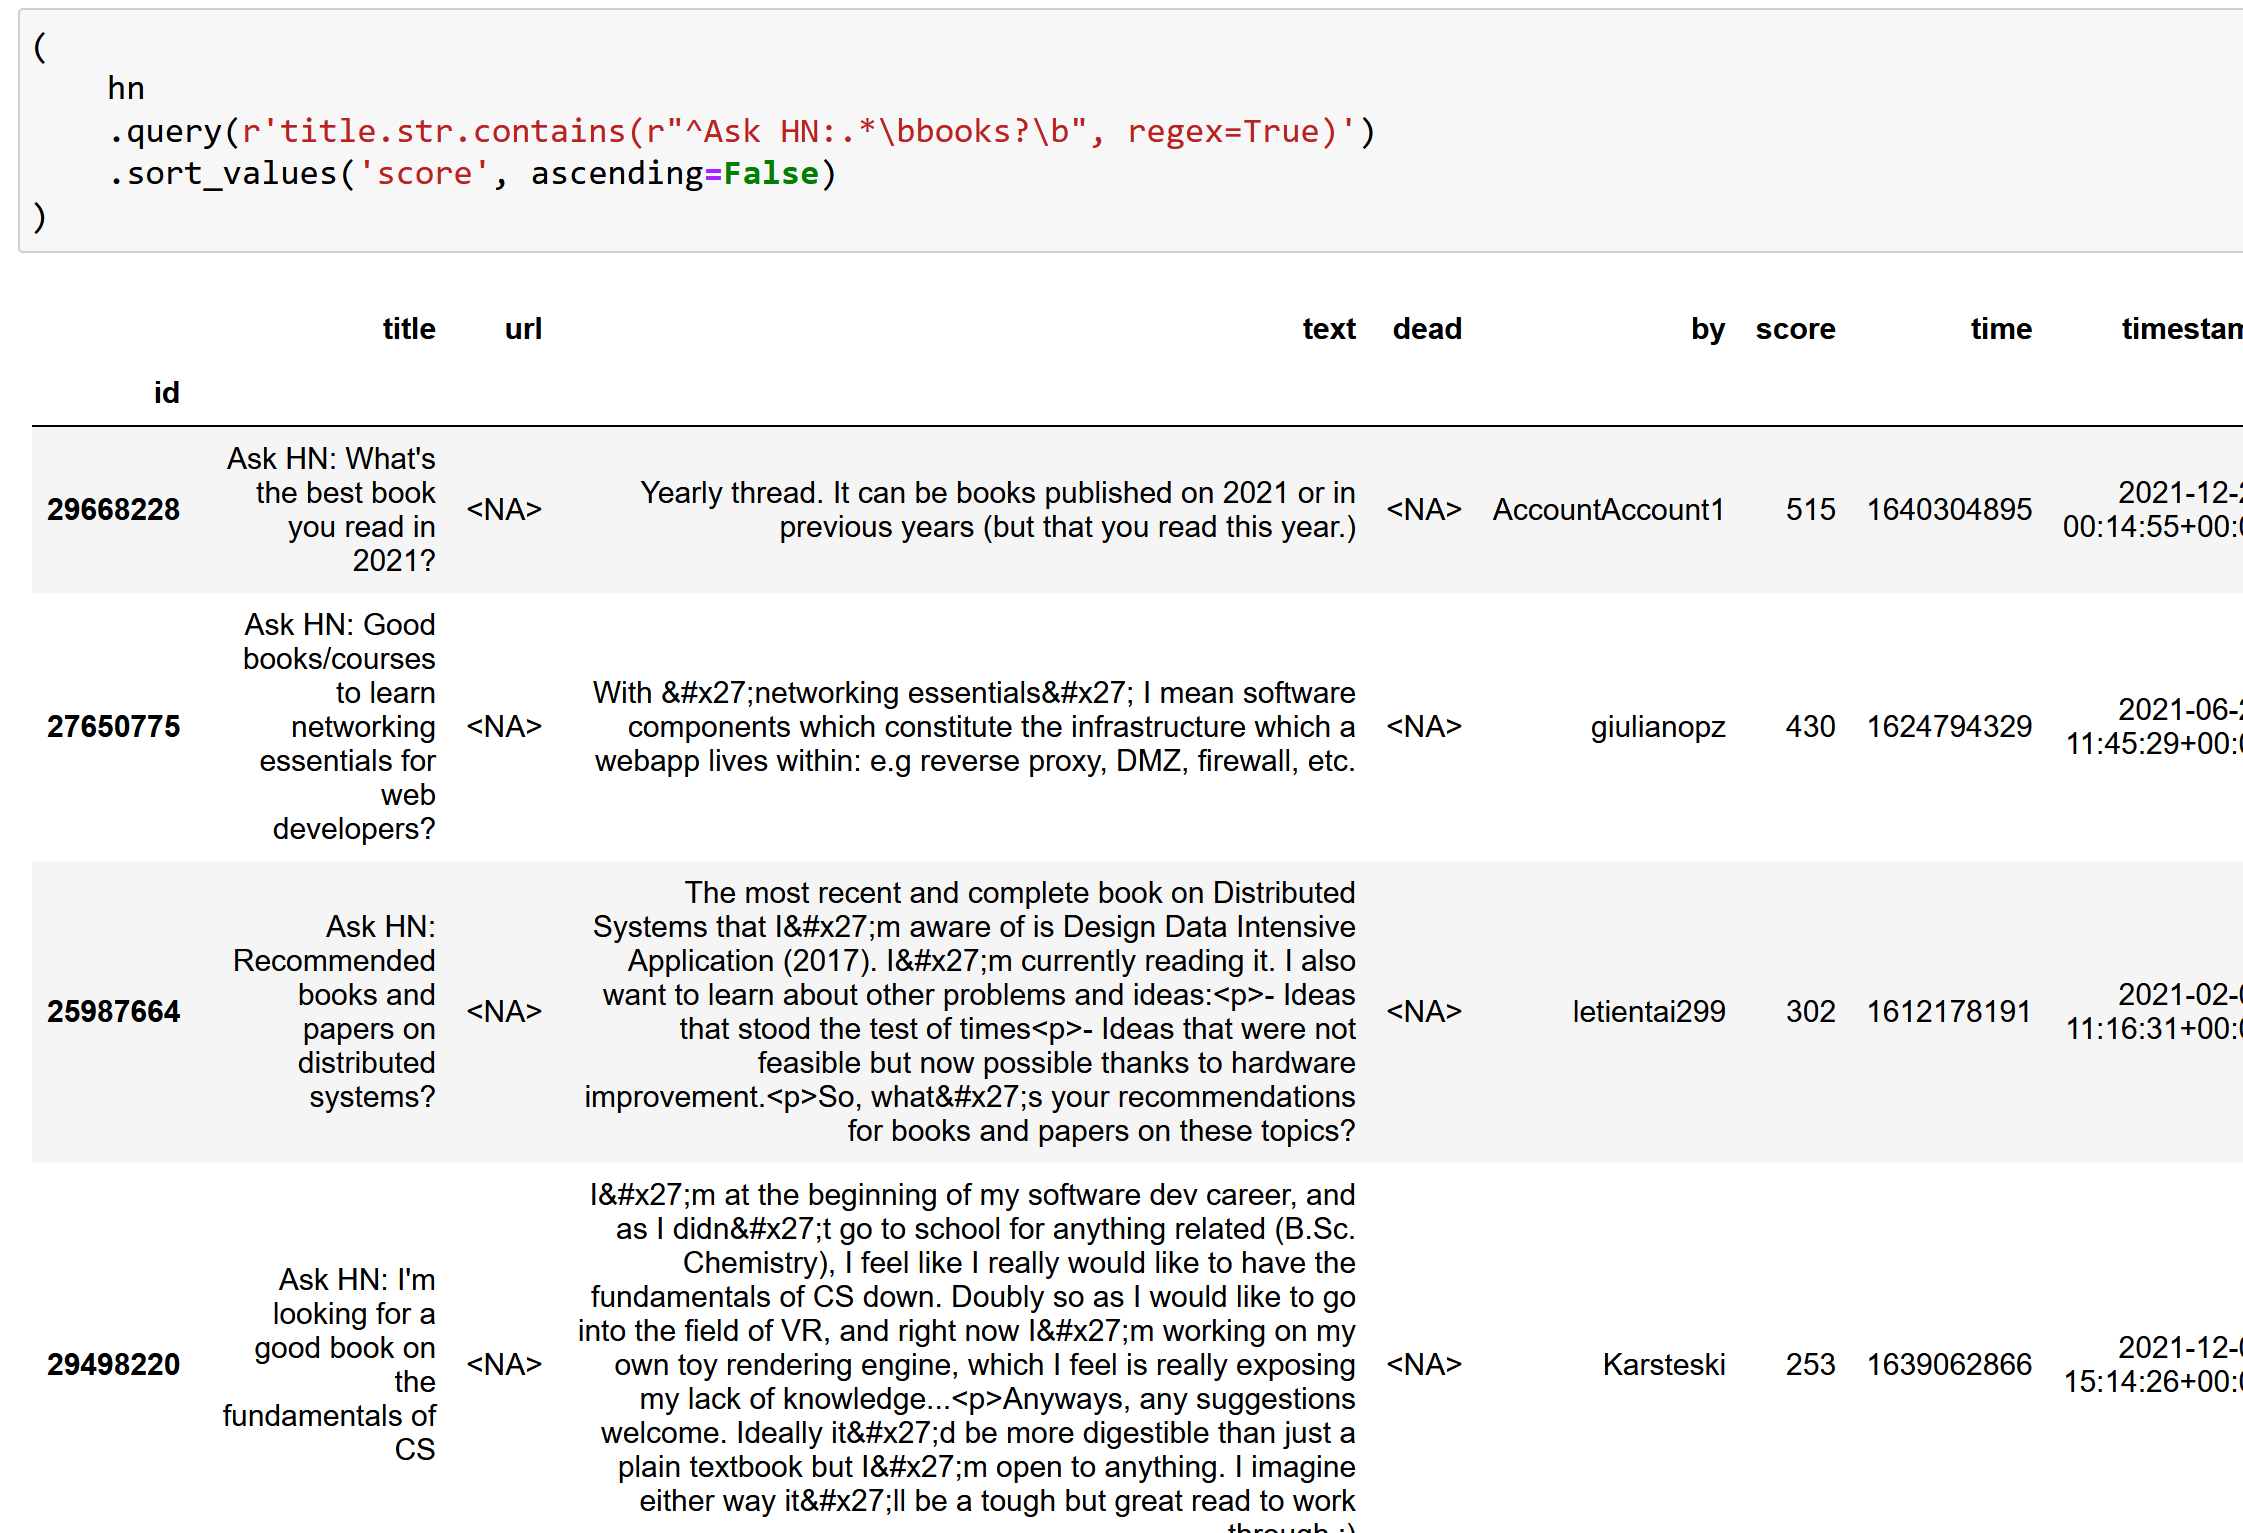 (
    hn
    .query(r'title.str.contains(r"^Ask HN:.*\bbooks?\b", regex=True)')
    .sort_values('score', ascending=False)
)
title url text dead by score time timestam
id
29668228
Ask HN: What's
the best book
you read in
2021?
<NA>
Yearly thread. It can be books published on 2021 or in
previous years (but that you read this year.)
<NA>
AccountAccount1
515
1640304895
2021-12-
00:14:55+00:
27650775
Ask HN: Good
books/courses
to learn
networking
essentials for
web
developers?
<NA>
With &#x27;networking essentials&#x27; I mean software
components which constitute the infrastructure which a
webapp lives within: e.g reverse proxy, DMZ, firewall, etc.
<NA>
giulianopz
430
1624794329
2021-06-
11:45:29+00:
25987664
Ask HN:
Recommended
books and
papers on
distributed
systems?
<NA>
The most recent and complete book on Distributed
Systems that I&#x27;m aware of is Design Data Intensive
Application (2017). I&#x27;m currently reading it. I also
want to learn about other problems and ideas:<p>- Ideas
that stood the test of times<p>- Ideas that were not
feasible but now possible thanks to hardware
improvement.<p>So, what&#x27;s your recommendations
for books and papers on these topics?
<NA>
letientai299
302
1612178191
2021-02-
11:16:31+00:
29498220
Ask HN: I'm
looking for a
good book on
the
fundamentals of
CS
<NA>
I&#x27;m at the beginning of my software dev career, and
as I didn&#x27;t go to school for anything related (B.Sc.
Chemistry), I feel like I really would like to have the
fundamentals of CS down. Doubly so as I would like to go
into the field of VR, and right now I&#x27;m working on my
own toy rendering engine, which I feel is really exposing
my lack of knowledge...<p>Anyways, any suggestions
welcome. Ideally it&#x27;d be more digestible than just a
plain textbook but I&#x27;m open to anything. I imagine
either way it&#x27;ll be a tough but great read to work
through :)
<NA>
Karsteski
253
1639062866
2021-12-
15:14:26+00: